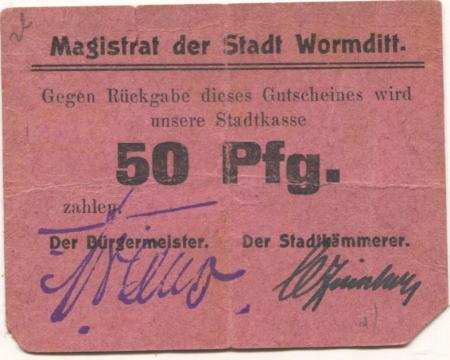 Magistrat der Stadt Wormditt.
Gegen Rückgabe dieses Gutscheines wird
unsere Stadtkasse
50 Pfg.
zahlen.
Der Bürgermeister. Der Stadtkämmerer.